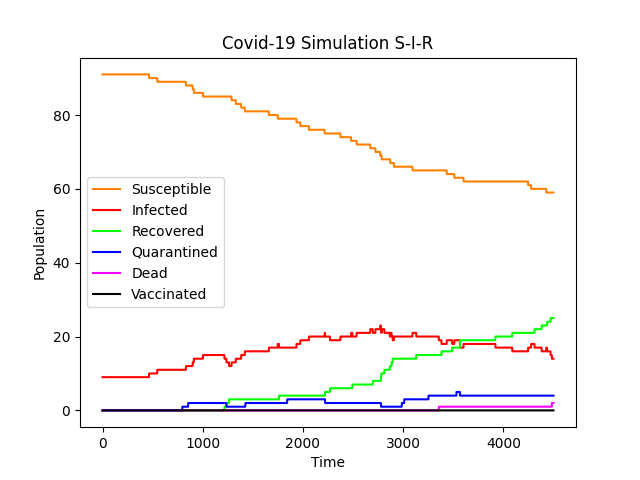 Covid-19 Simulation S-I-R
Population
80
60
40
20
0
Susceptible
Infected
Recovered
Quarantined
Dead
Vaccinated
0 1000 2000 3000 4000
Time